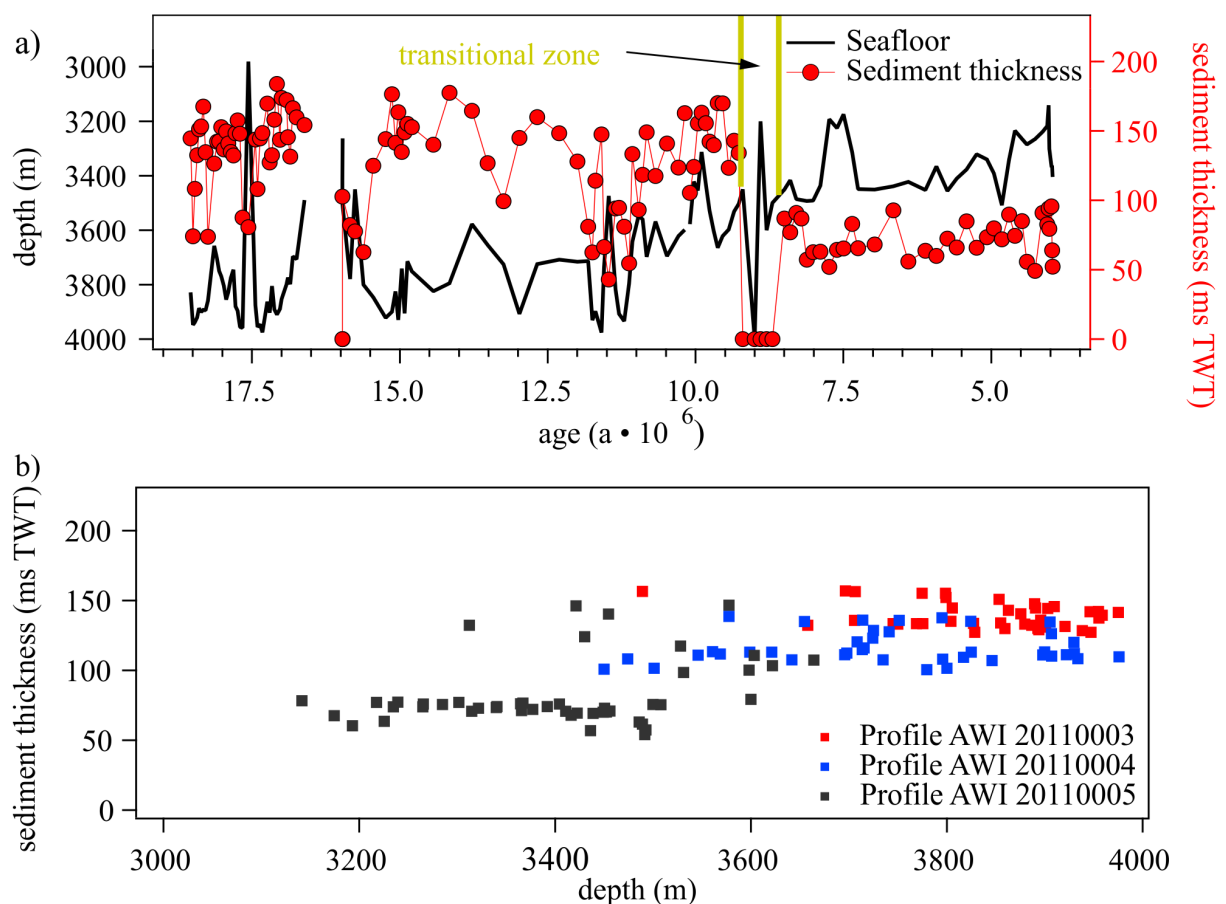 a)
transitional zone
Seafloor
Sediment thickness
depth (m)
3000
3200
3400
3600
3800
4000
200
150
100
50
0
sediment thickness (ms TWT)
17.5
15.0
12.5
10.0
7.5
5.0
age (a • 10 6)
b)
sediment thickness (ms TWT)
200
150
100
50
0
Profile AWI 20110003
Profile AWI 20110004
Profile AWI 20110005
3000
3200
3400
3600
3800
4000
depth (m)